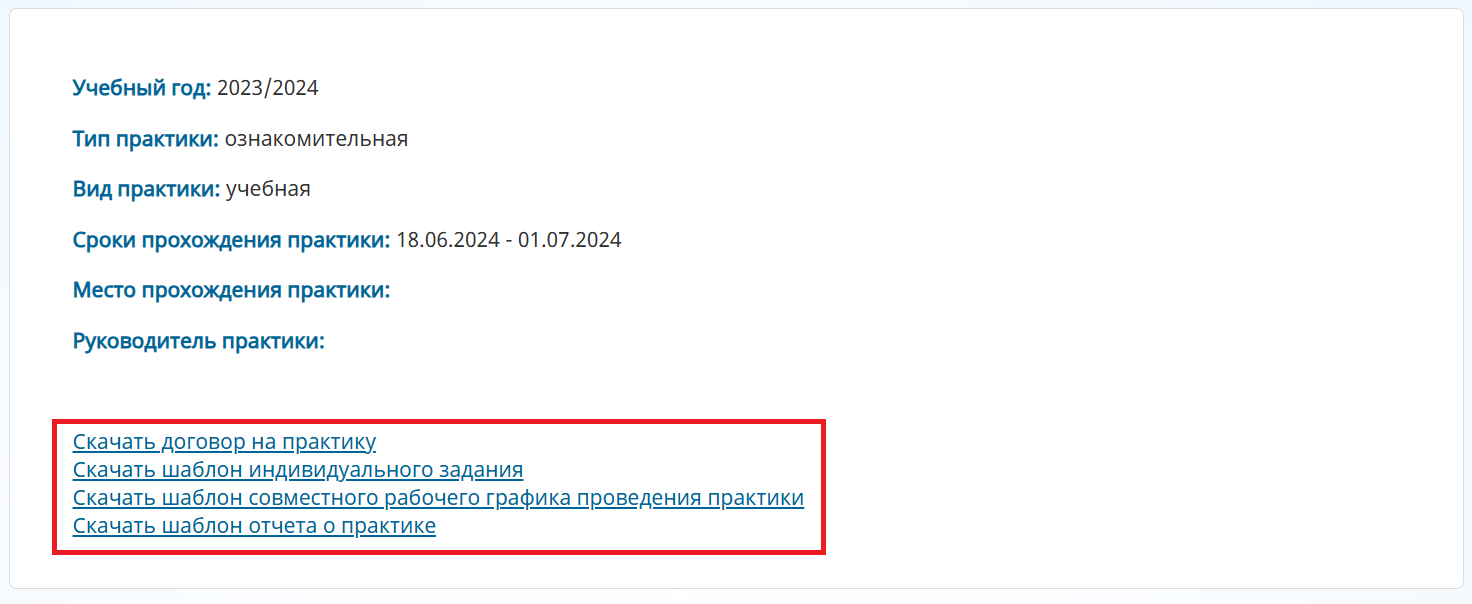 Учебный год: 2023/2024
Тип практики: ознакомительная
Вид практики: учебная
Сроки прохождения практики: 18.06.2024 - 01.07.2024
Место прохождения практики:
Руководитель практики:
Скачать договор на практику
Скачать шаблон индивидуального задания
Скачать шаблон совместного рабочего графика проведения практики
Скачать шаблон отчета о практике